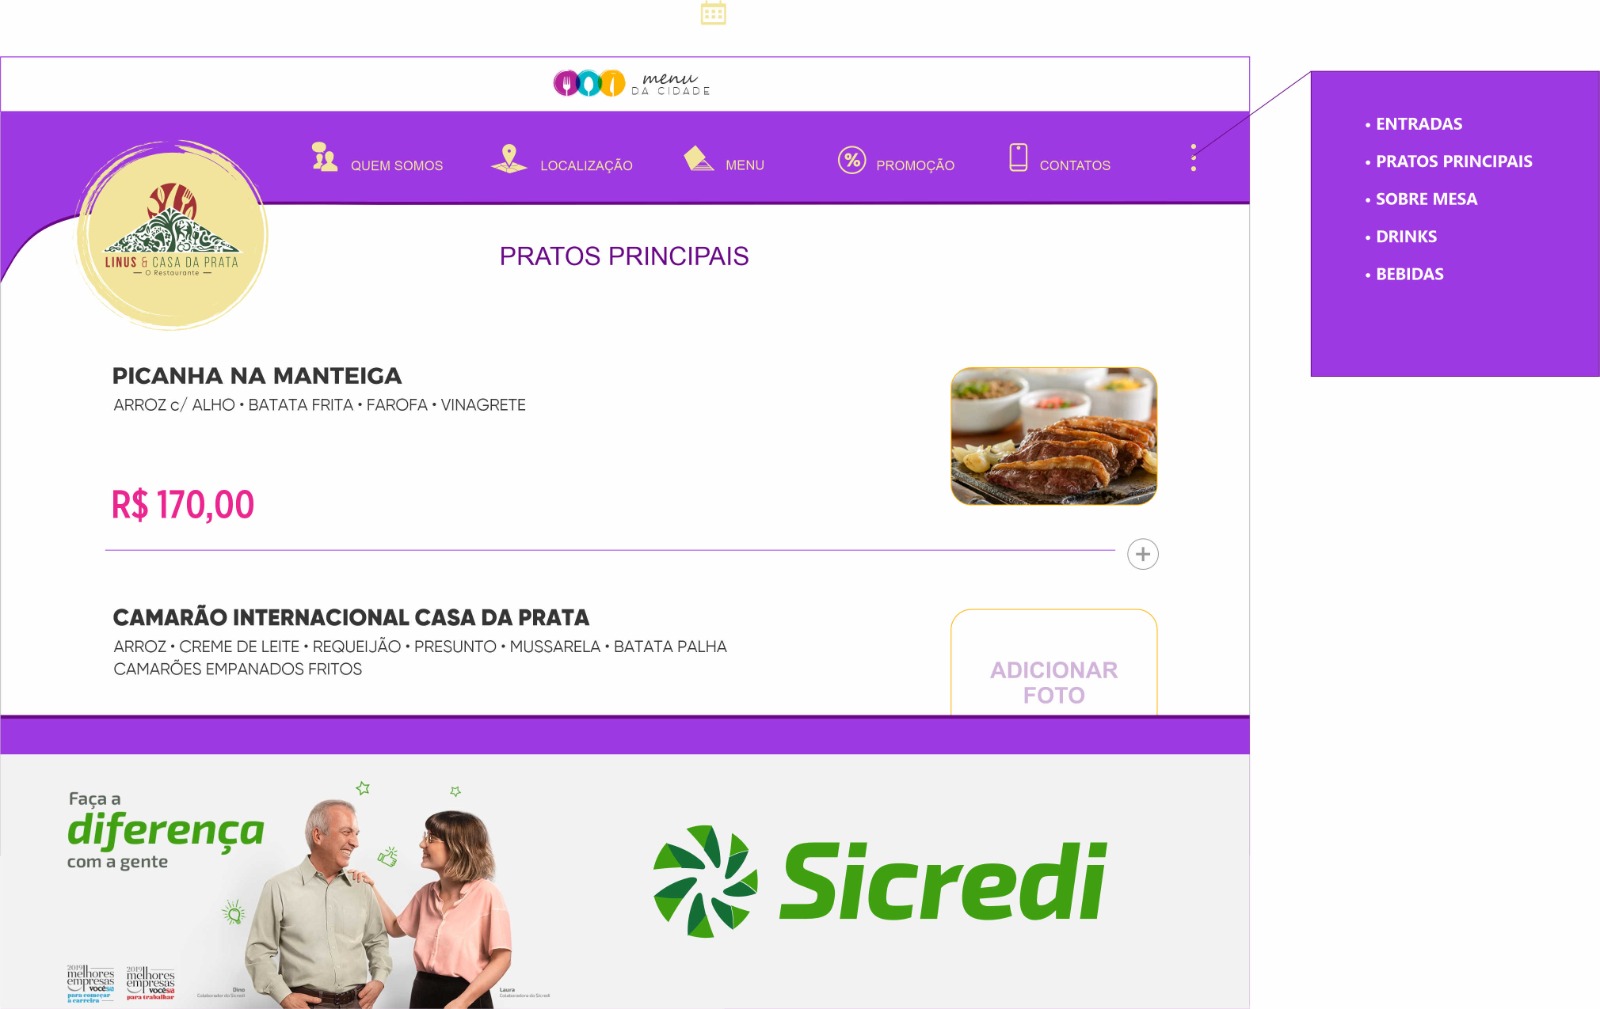 menu
DA CIDADE
QUEM SOMOS
LOCALIZAÇÃO
MENU
PROMOÇÃO
CONTATOS
• ENTRADAS
• PRATOS PRINCIPAIS
• SOBRE MESA
• DRINKS
• BEBIDAS
LINUS & CASA DA PRATA
O Restaurante
PRATOS PRINCIPAIS
PICANHA NA MANTEIGA
ARROZ c/ ALHO • BATATA FRITA • FAROFA • VINAGRETE
R$ 170,00
CAMARÃO INTERNACIONAL CASA DA PRATA
ARROZ • CREME DE LEITE • REQUEIJÃO • PRESUNTO • MUSSARELA • BATATA PALHA
CAMARÕES EMPANADOS FRITOS
ADICIONAR
FOTO
Faça a
diferença
com a gente
Sicredi
2019
melhores
empresas
você s/a
para começar
a carreira
2019
melhores
empresas
você s/a
para trabalhar
Dino
Colaborador do Sicredi
Laura
Colaboradora do Sicredi